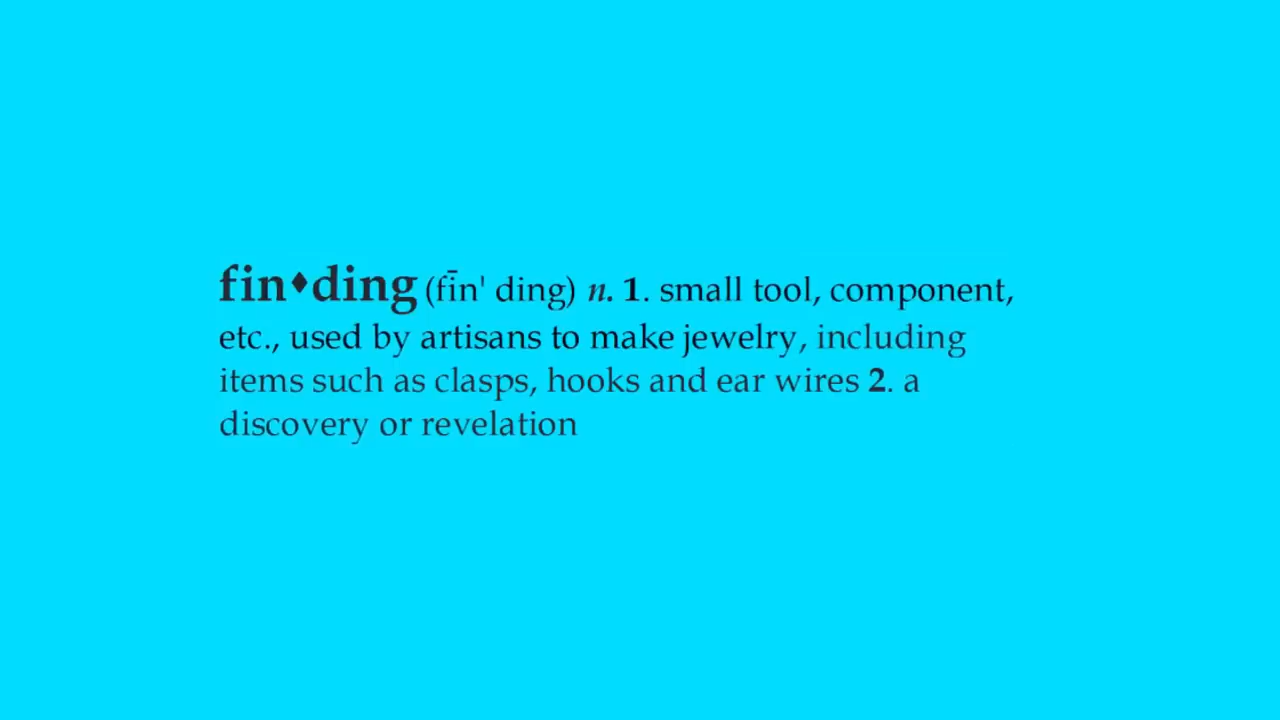 fin♦ding (fīn' ding) n. 1. small tool, component,
etc., used by artisans to make jewelry, including
items such as clasps, hooks and ear wires 2. a
discovery or revelation